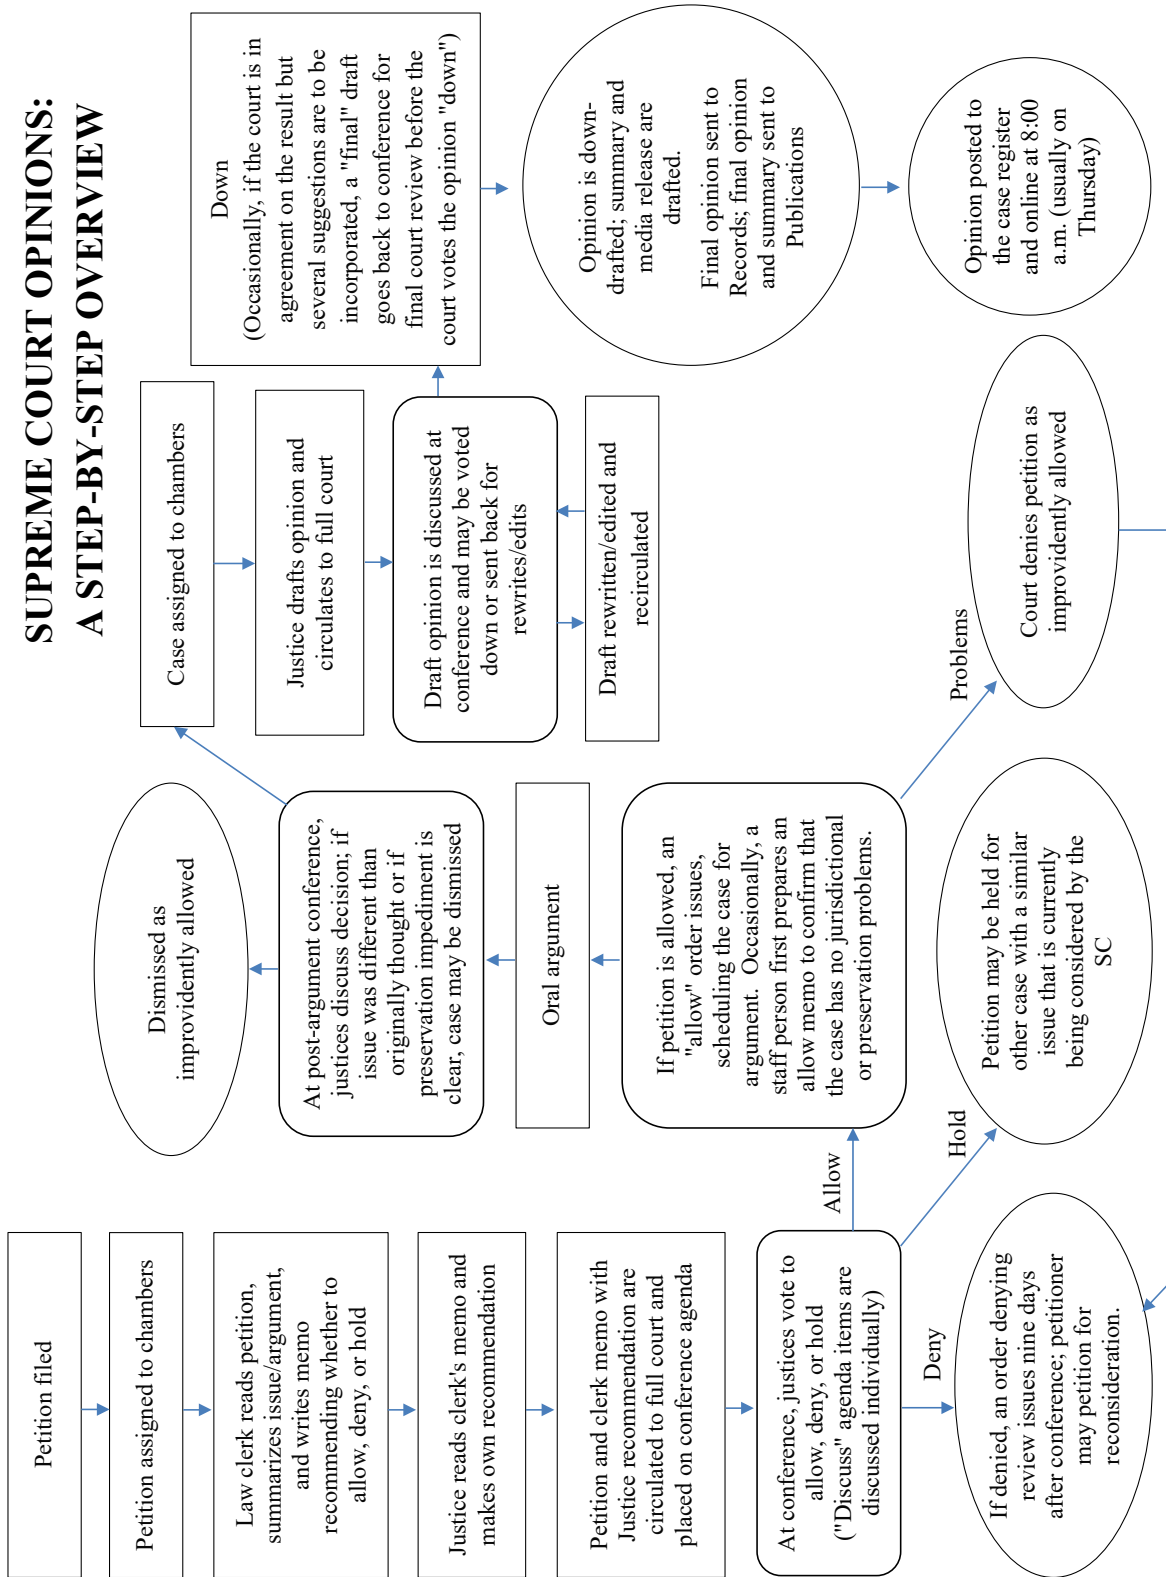 SUPREME COURT OPINIONS:
A STEP-BY-STEP OVERVIEW
Petition filed
Petition assigned to chambers
Law clerk reads petition,
summarizes issue/argument,
and writes memo
recommending whether to
allow, deny, or hold
Justice reads clerk's memo and
makes own recommendation
Petition and clerk memo with
Justice recommendation are
circulated to full court and
placed on conference agenda
At conference, justices vote to
allow, deny, or hold
("Discuss" agenda items are
discussed individually)
Deny
If denied, an order denying
review issues nine days
after conference; petitioner
may petition for
reconsideration.
Allow
Hold
Dismissed as
improvidently allowed
At post-argument conference,
justices discuss decision; if
issue was different than
originally thought or if
preservation impediment is
clear, case may be dismissed
Oral argument
If petition is allowed, an
"allow" order issues,
scheduling the case for
argument. Occasionally, a
staff person first prepares an
allow memo to confirm that
the case has no jurisdictional
or preservation problems.
Petition may be held for
other case with a similar
issue that is currently
being considered by the
SC
Problems
Case assigned to chambers
Justice drafts opinion and
circulates to full court
Draft opinion is discussed at
conference and may be voted
down or sent back for
rewrites/edits
Draft rewritten/edited and
recirculated
Court denies petition as
improvidently allowed
Down
(Occasionally, if the court is in
agreement on the result but
several suggestions are to be
incorporated, a "final" draft
goes back to conference for
final court review before the
court votes the opinion "down")
Opinion is down-
drafted; summary and
media release are
drafted.
Final opinion sent to
Records; final opinion
and summary sent to
Publications
Opinion posted to
the case register
and online at 8:00
a.m. (usually on
Thursday)